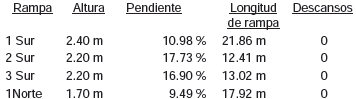 Rampa Altura Pendiente Longitud de rampa Descansos
1 Sur 2.40 m 10.98 % 21.86 m 0
2 Sur 2.20 m 17.73 % 12.41 m 0
3 Sur 2.20 m 16.90 % 13.02 m 0
1Norte 1.70 m 9.49 % 17.92 m 0